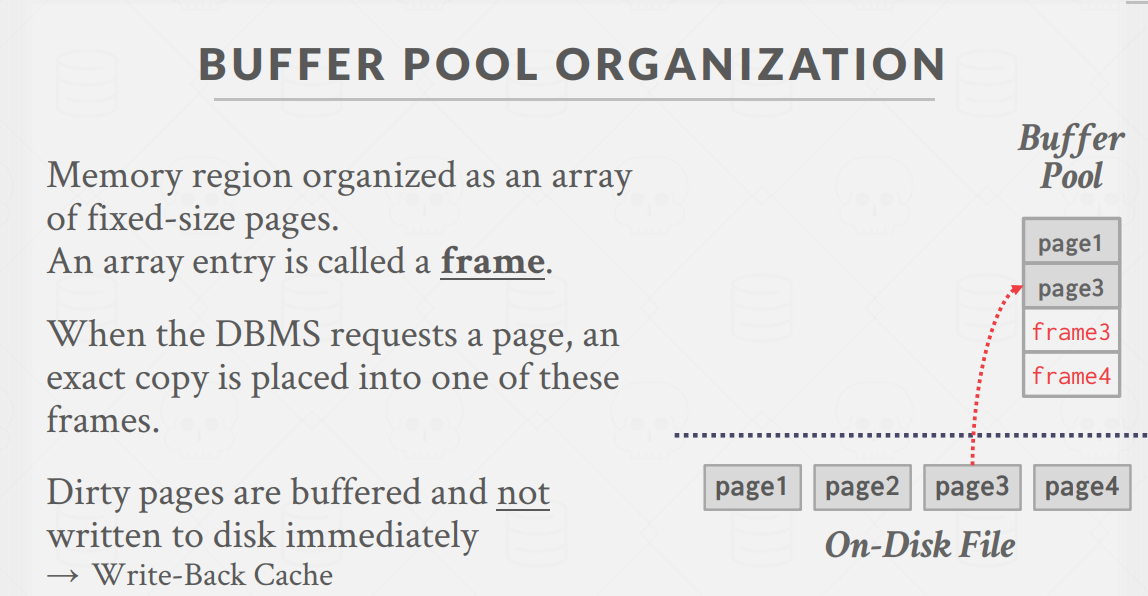 BUFFER POOL ORGANIZATION
Memory region organized as an array
of fixed-size pages.
An array entry is called a frame.
When the DBMS requests a page, an
exact copy is placed into one of these
frames.
Dirty pages are buffered and not
written to disk immediately
→ Write-Back Cache
Buffer
Pool
page1
page3
frame3
frame4
page1 page2 page3 page4
On-Disk File